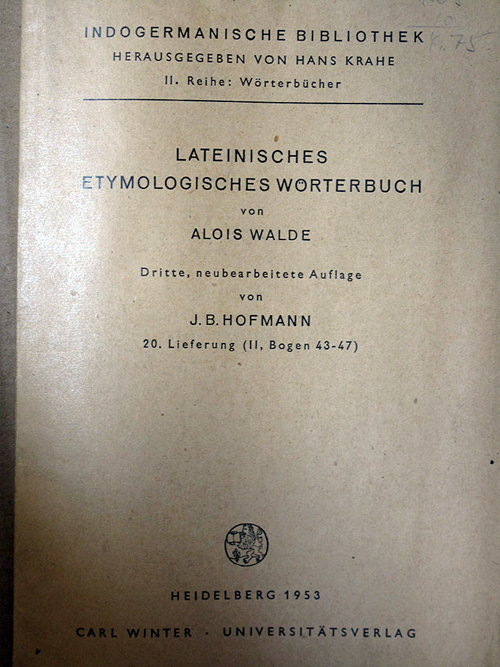 INDOGERMANISCHE BIBLIOTHEK
HERAUSGEGEBEN VON HANS KRAHE
II. Reihe: Wörterbücher
LATEINISCHES
ETYMOLOGISCHES WÖRTERBUCH
von
ALOIS WALDE
Dritte, neubearbeitete Auflage
von
J. B. HOFMANN
20. Lieferung (II, Bogen 43-47)
HEIDELBERG 1953
CARL WINTER · UNIVERSITÄTSVERLAG